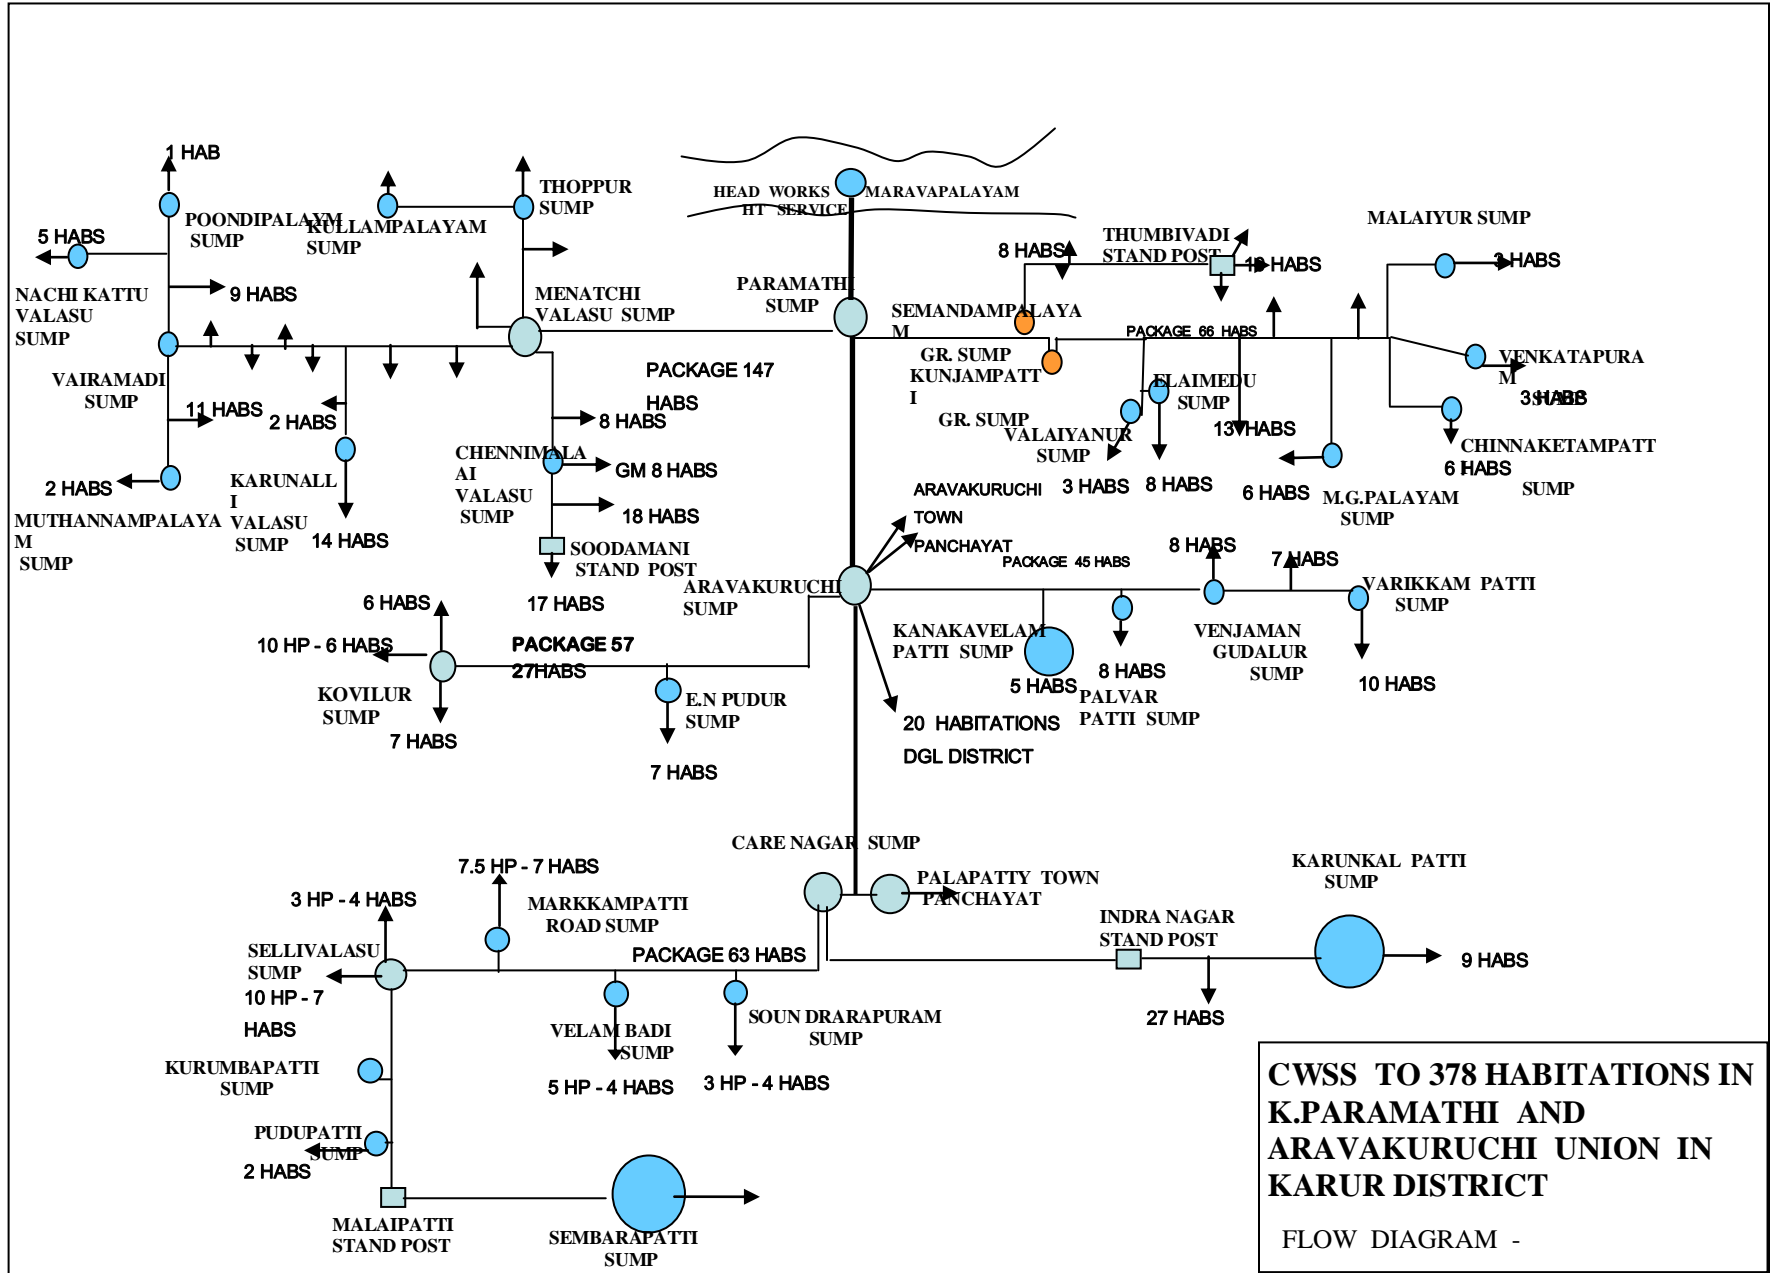 1 HAB
POONDIPALAYM
SUMP
5 HABS
NACHI KATTU
VALASU
SUMP
9 HABS
KULLAMPALAYAM
SUMP
THOPPUR
SUMP
HEAD WORKS
HT SERVICE
MARAVAPALAYAM
PARAMATHI
SUMP
MENATCHI
VALASU SUMP
VAIRAMADI
SUMP
11 HABS
2 HABS
2 HABS
MUTHANNAMPALAYA
M
SUMP
KARUNALL
I
VALASU
SUMP
14 HABS
PACKAGE 147
HABS
8 HABS
CHENNIMALA
AI
VALASU
SUMP
GM 8 HABS
18 HABS
SOODAMANI
STAND POST
17 HABS
8 HABS
THUMBIVADI
STAND POST
HABS
MALAIYUR SUMP
3 HABS
SEMANDAMPALAYA
M
GR. SUMP
KUNJAMPATT
I
GR. SUMP
PACKAGE 66 HABS
VENKATAPURA
M
3 HABS
ELAIMEDU
SUMP
VALAIYANUR
SUMP
3 HABS
8 HABS
13 HABS
6 HABS
M.G.PALAYAM
SUMP
CHINNAKETAMPATT
6 HABS
SUMP
ARAVAKURUCHI
TOWN
PANCHAYAT
ARAVAKURUCHI
SUMP
PACKAGE 45 HABS
8 HABS
7 HABS
VARIKKAM PATTI
SUMP
10 HABS
KANAKAVELAM
PATTI SUMP
5 HABS
8 HABS
PALVAR
PATTI SUMP
VENJAMAN
GUDALUR
SUMP
20 HABITATIONS
DGL DISTRICT
6 HABS
10 HP - 6 HABS
KOVILUR
SUMP
7 HABS
PACKAGE 57
27HABS
E.N PUDUR
SUMP
7 HABS
CARE NAGAR SUMP
PALAPATTY TOWN
PANCHAYAT
7.5 HP - 7 HABS
3 HP - 4 HABS
MARKKAMPATTI
ROAD SUMP
SELLIVALASU
SUMP
10 HP - 7
HABS
PACKAGE 63 HABS
VELAM BADI
SUMP
5 HP - 4 HABS
SOUN DRARAPURAM
SUMP
3 HP - 4 HABS
INDRA NAGAR
STAND POST
KARUNKAL PATTI
SUMP
27 HABS
9 HABS
KURUMBAPATTI
SUMP
PUDUPATTI
SUMP
2 HABS
MALAIPATTI
STAND POST
SEMBARAPATTI
SUMP
CWSS TO 378 HABITATIONS IN
K.PARAMATHI AND
ARAVAKURUCHI UNION IN
KARUR DISTRICT
FLOW DIAGRAM -